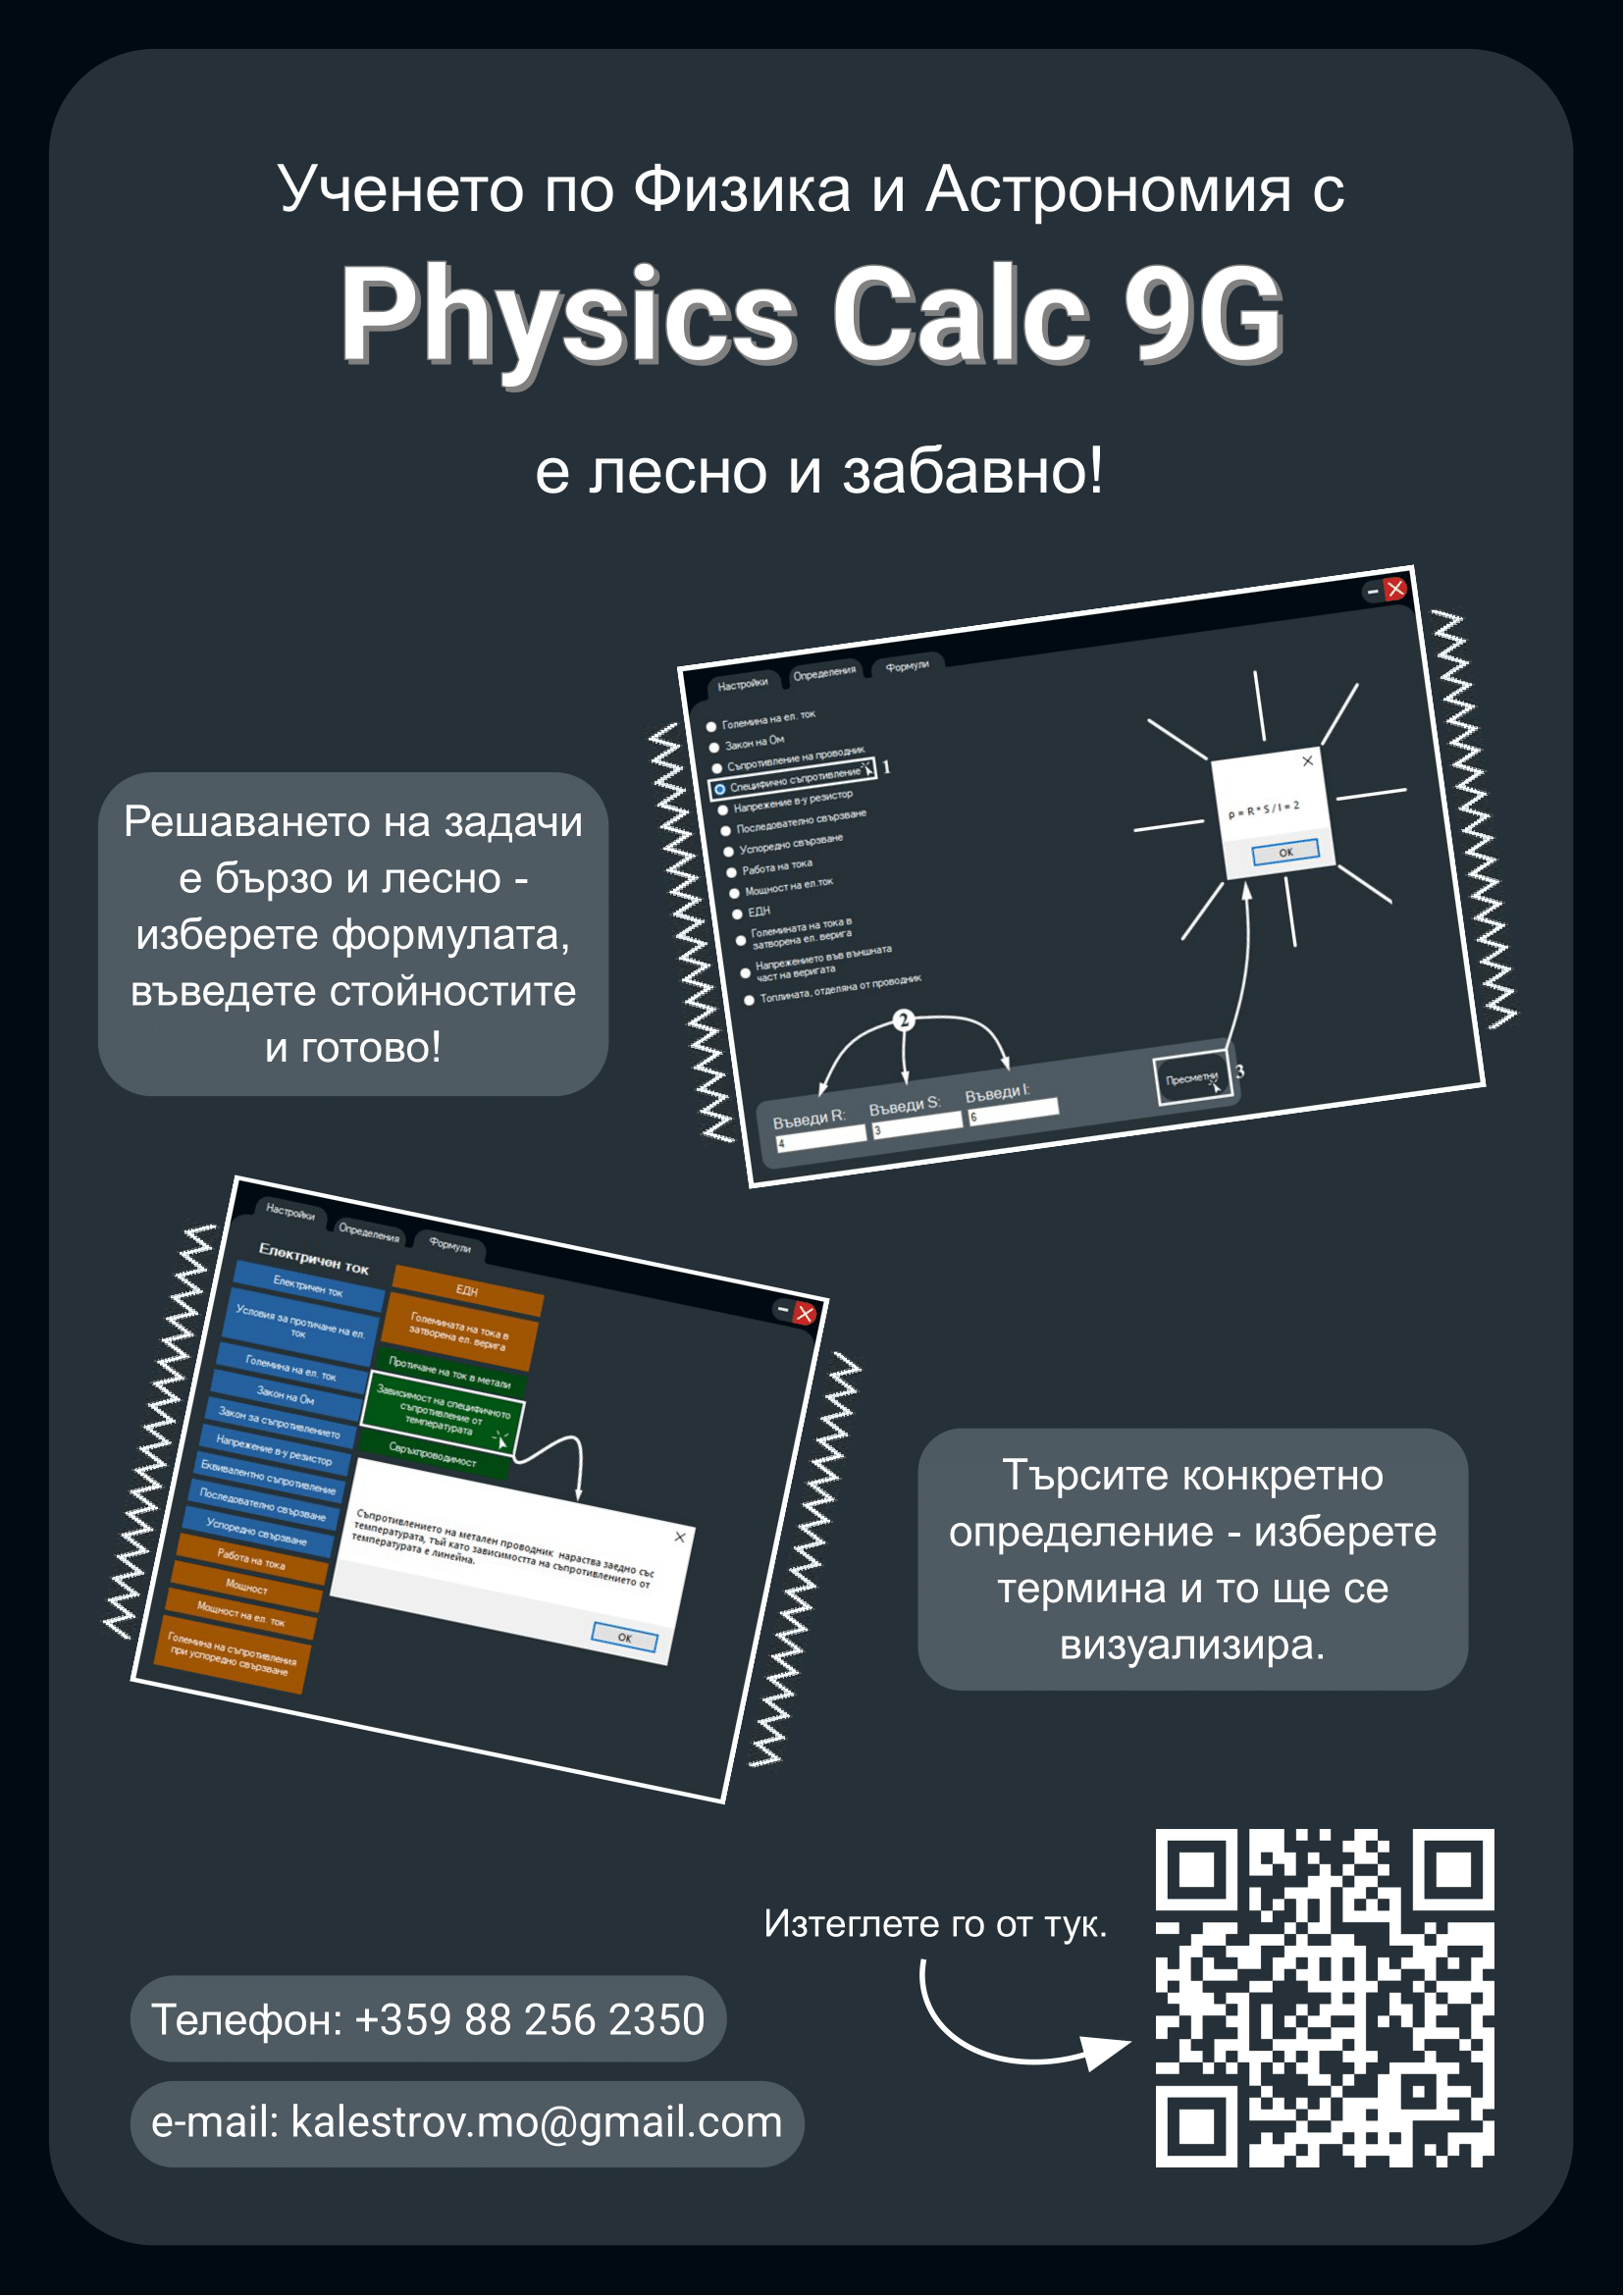 Ученето по Физика и Астрономия с
Physics Calc 9G
е лесно и забавно!
Настройки
Определения
Формули
Големина на ел. ток
Закон на Ом
Съпротивление на проводник
Специфично съпротивление
1
Напрежение в-у резистор
Последователно свързване
Успоредно свързване
Работа на тока
Мощност на ел.ток
ЕДН
Големината на тока в
затворена ел. верига
Напрежението във външната
част на веригата
Топлината, отделяна от проводник
ρ = R * S / l = 2
OK
2
Въведи R:
Въведи S:
Въведи l:
4
3
6
Пресметни
3
Решаването на задачи
е бързо и лесно -
изберете формулата,
въведете стойностите
и готово!
Настройки
Определения
Формули
Електричен ток
Електричен ток
Условия за протичане на ел.
ток
Големина на ел. ток
Закон на Ом
Закон за съпротивлението
Напрежение в-у резистор
Еквивалентно съпротивление
Последователно свързване
Успоредно свързване
Работа на тока
Мощност
Мощност на ел. ток
Големина на съпротивления
при успоредно свързване
ЕДН
Големината на тока в
затворена ел. верига
Протичане на ток в метали
Зависимост на специфичното
съпротивление от
температурата
Свръхпроводимост
Съпротивлението на метален проводник нараства заедно със
температурата, тъй като зависимостта на съпротивлението от
температурата е линейна.
OK
Търсите конкретно
определение - изберете
термина и то ще се
визуализира.
Изтеглете го от тук.
Телефон: +359 88 256 2350
e-mail: kalestrov.mo@gmail.com